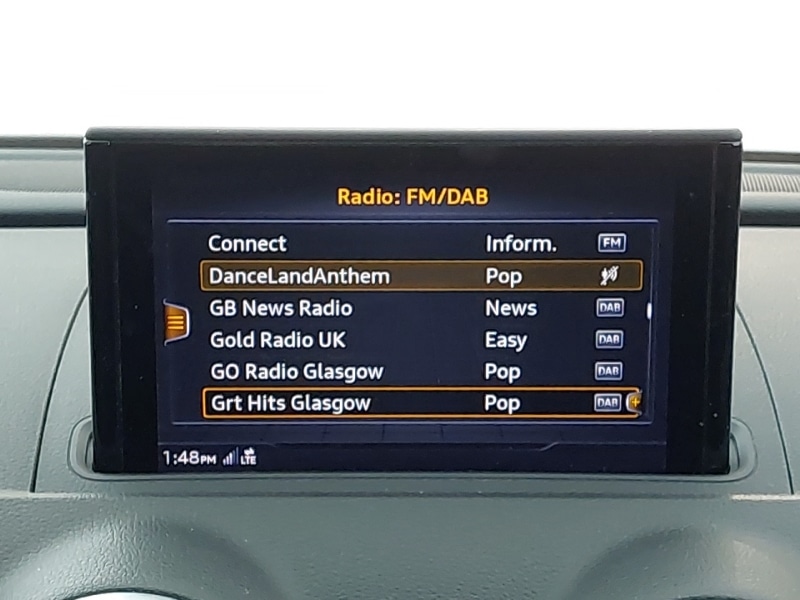 Radio: FM/DAB
Connect Inform. FM
DanceLandAnthem Pop
GB News Radio News DAB
Gold Radio UK Easy DAB
GO Radio Glasgow Pop DAB
Grt Hits Glasgow Pop DAB +
1:48PM LTE